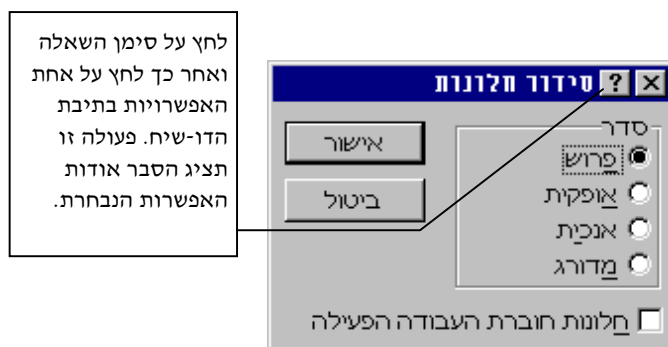 לחץ על סימן השאלה
ואחר כך לחץ על אחת
האפשרויות בתיבת
הדו-שיח. פעולה זו
תציג הסבר אודות
האפשרות הנבחרת.
סידור חלונות
סדר
פרוש
אופקית
אנכית
מדורג
חלונות חוברת העבודה הפעילה
אישור
ביטול